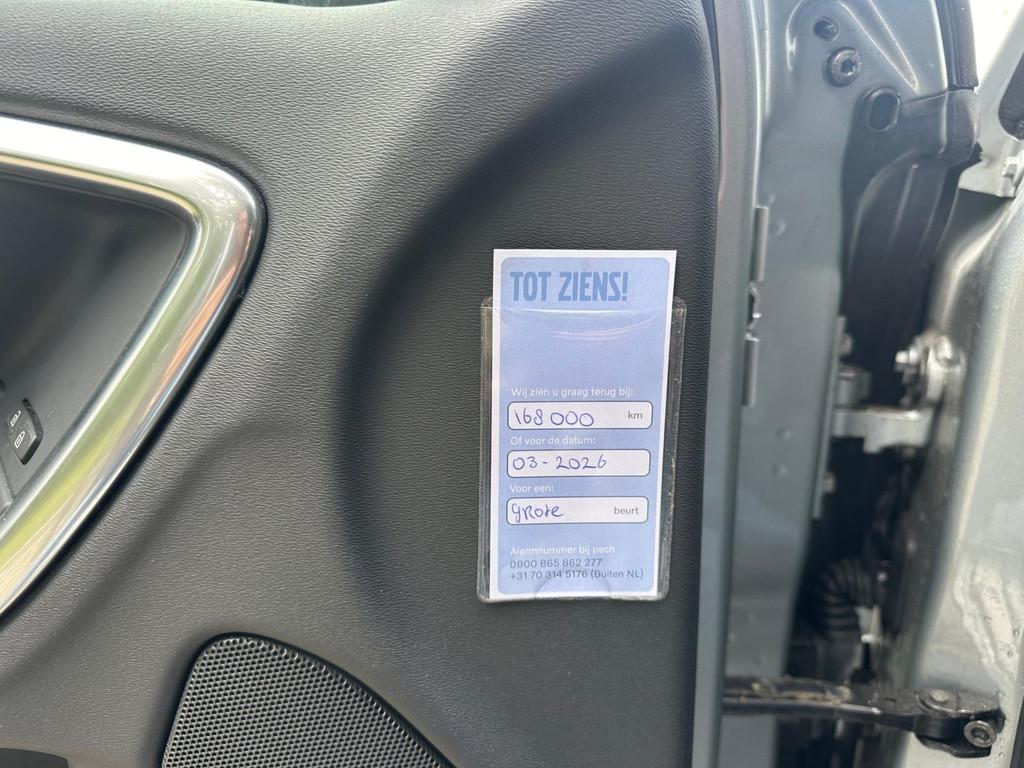 TOT ZIENS!
Wij zien u graag terug bij:
168 000 km
Of voor de datum:
03-2026
Voor een:
grote beurt
Alarmnummer bij pech
0800 865 862 277
+31 70 314 5176 (Buiten NL)